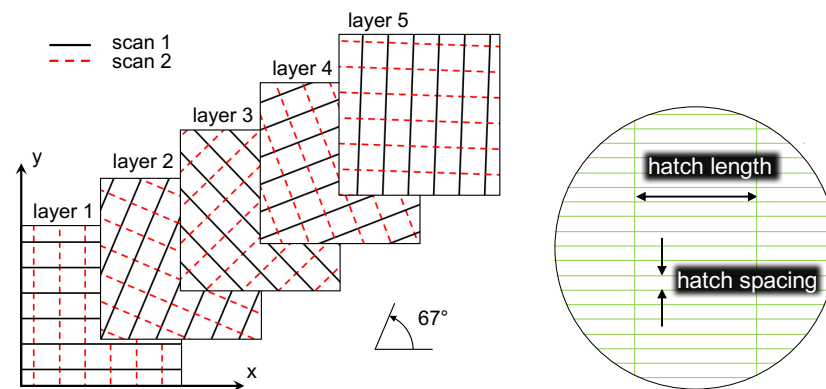 layer 5
scan 1
scan 2
layer 4
layer 3
y
layer 2
layer 1
x
67°
hatch length
hatch spacing